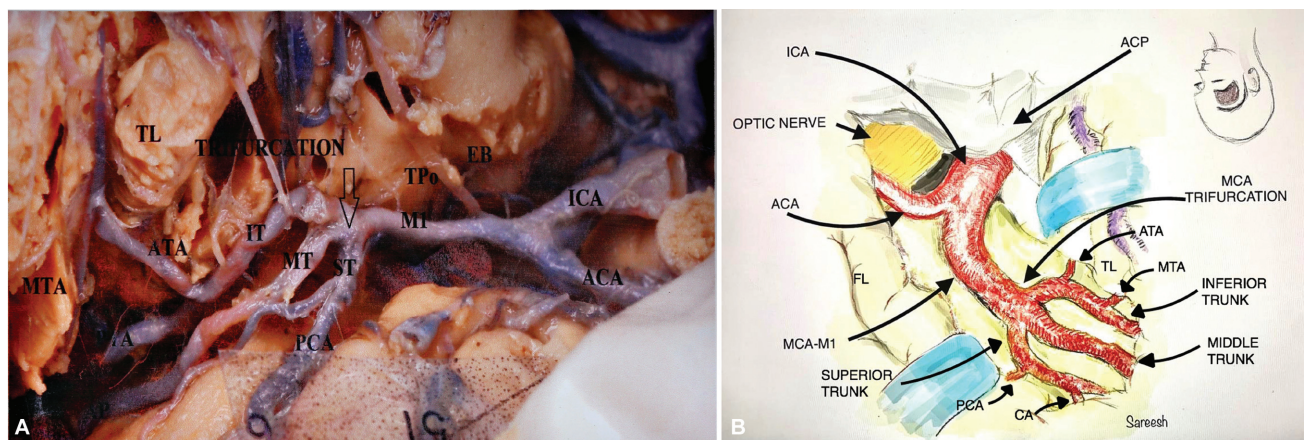 TL
TRIFURCATION
EB
TPo
ICA
M1
ATA
IT
MT
ST
ACA
MTA
PCA
A
ICA
ACP
OPTIC NERVE
ACA
MCA
TRIFURCATION
ATA
FL
TL
MTA
INFERIOR
TRUNK
MCA-M1
MIDDLE
TRUNK
SUPERIOR
TRUNK
PCA
CA
Sareesh
B